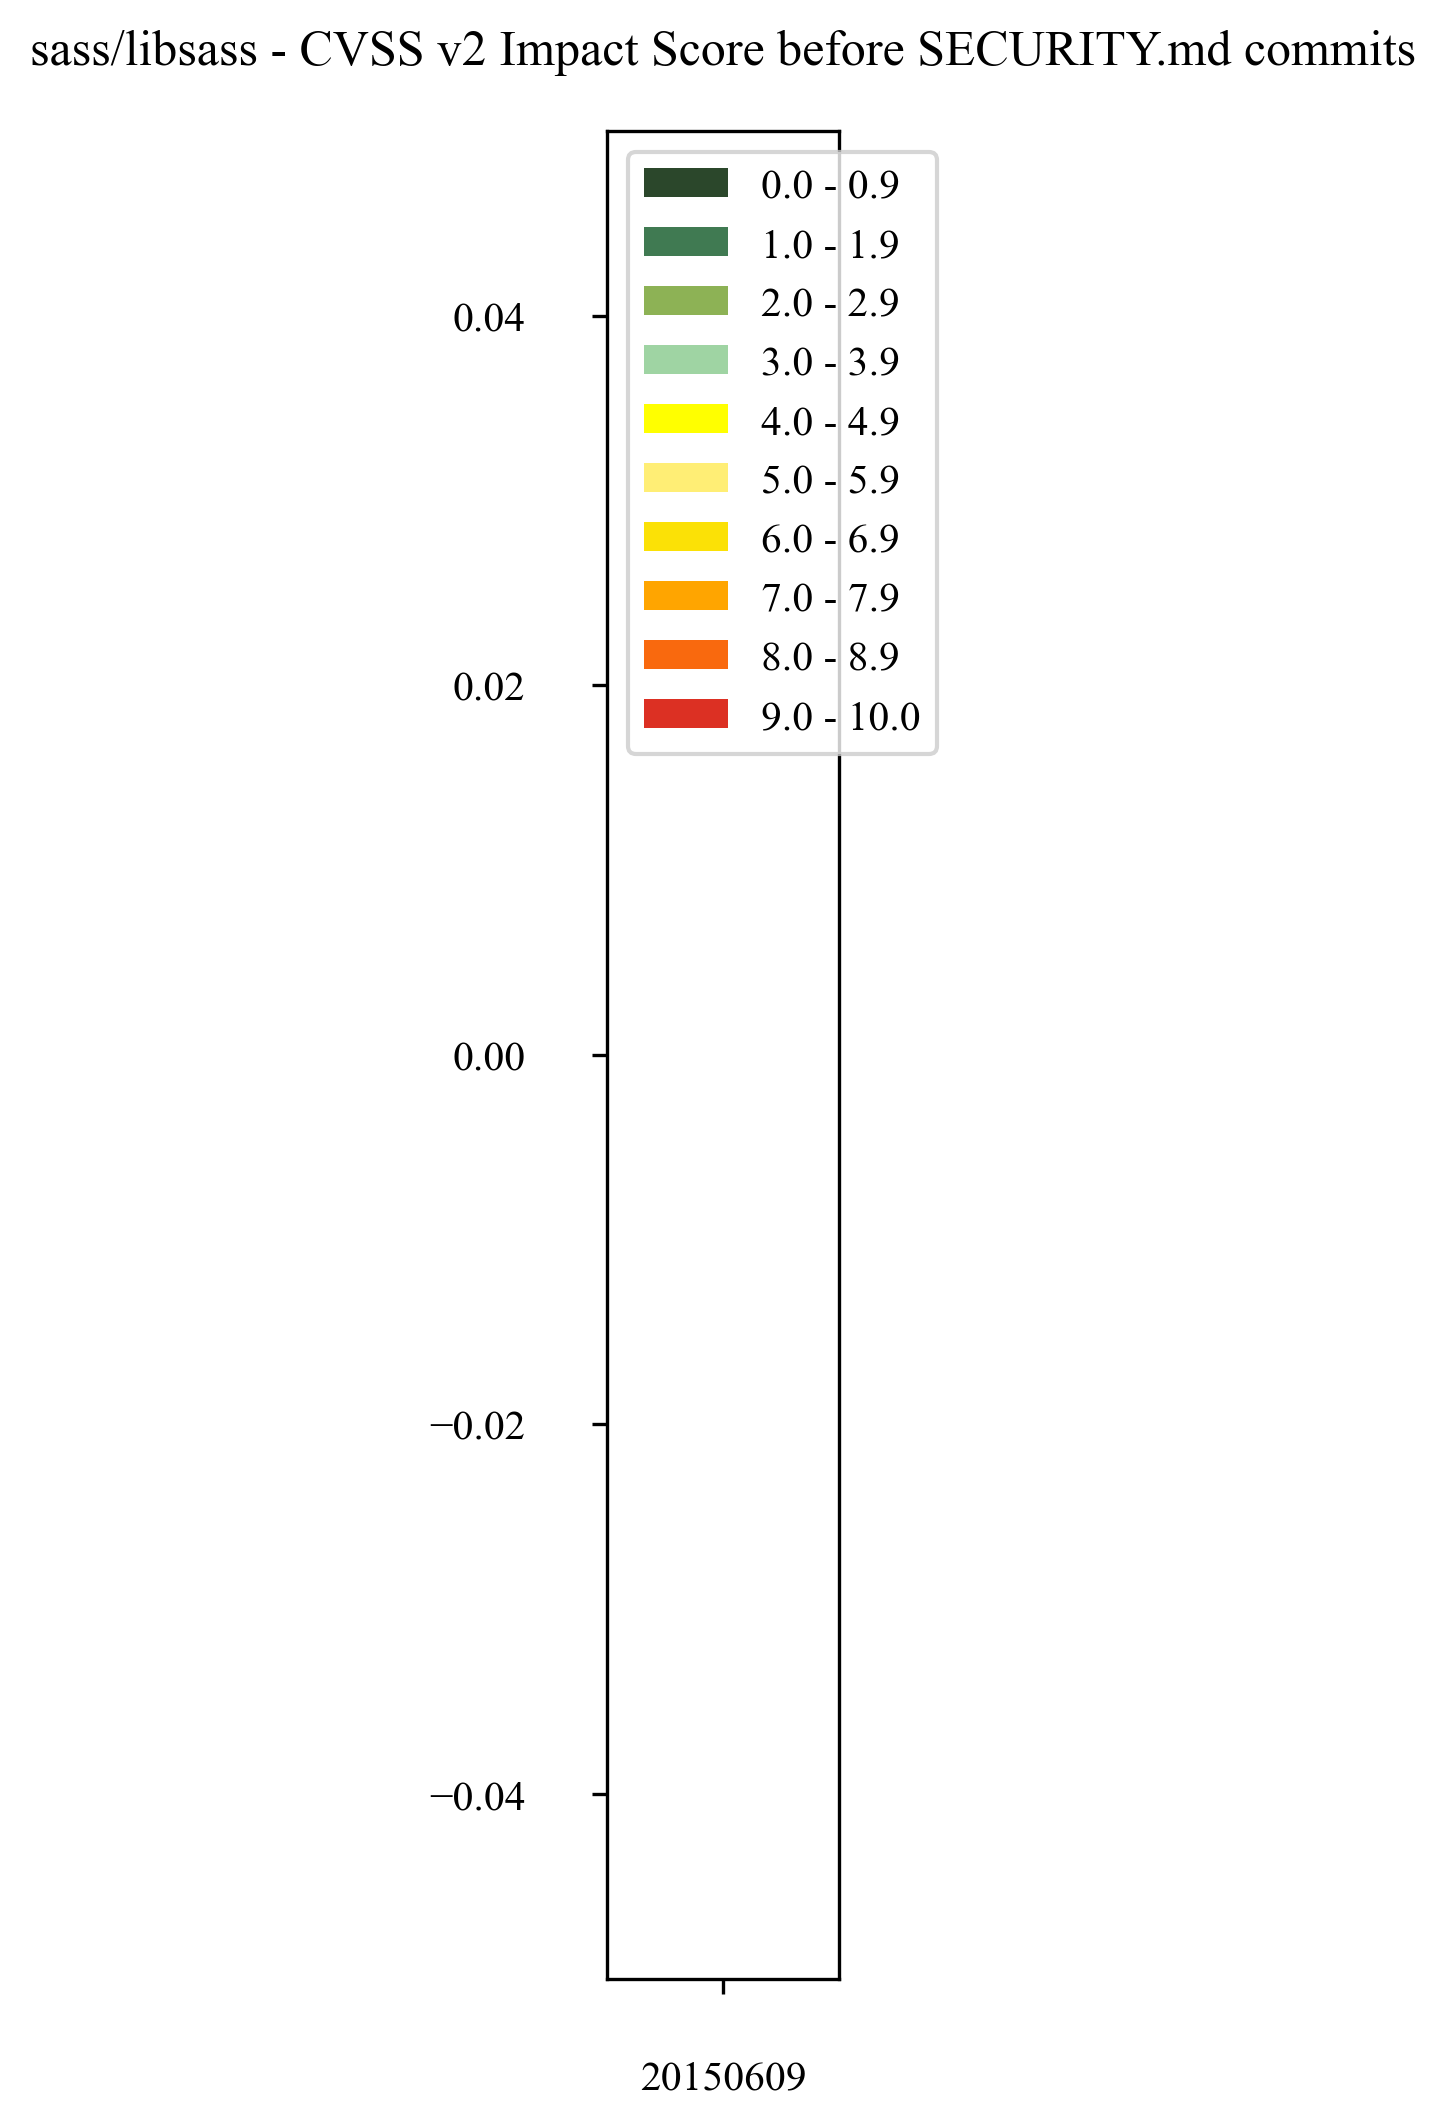 sass/libsass - CVSS v2 Impact Score before SECURITY.md commits
0.0 - 0.9
1.0 - 1.9
2.0 - 2.9
3.0 - 3.9
4.0 - 4.9
5.0 - 5.9
6.0 - 6.9
7.0 - 7.9
8.0 - 8.9
9.0 - 10.0
0.04
0.02
0.00
−0.02
−0.04
20150609